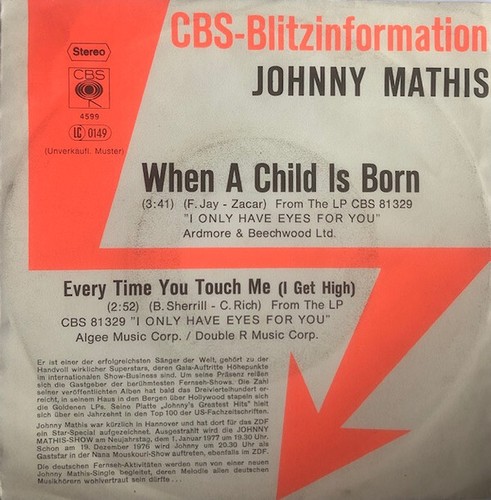 CBS-Blitzinformation
JOHNNY MATHIS
Stereo
CBS
4599
LC 0149
(Unverkäufl. Muster)
When A Child Is Born
(3:41) (F. Jay - Zacar) From The LP CBS 81329
"I ONLY HAVE EYES FOR YOU"
Ardmore & Beechwood Ltd.
Every Time You Touch Me (I Get High)
(2:52) (B. Sherrill - C. Rich) From The LP
CBS 81329 "I ONLY HAVE EYES FOR YOU"
Algee Music Corp. / Double R Music Corp.
Er ist einer der erfolgreichsten Sänger der Welt, gehört zu der
Handvoll wirklicher Superstars, deren Gala-Auftritte Höhepunkte
im internationalen Show-Business sind. Um seine Präsenz reißen
sich die Gastgeber der berühmtesten Fernseh-Shows. Die Zahl
seiner veröffentlichten Alben hat bald das Dreiviertelhundert er-
reicht, in seinem Haus in den Bergen über Hollywood stapeln sich
die Goldenen LPs. Seine Platte „Johnny's Greatest Hits" hielt
sich über ein Jahrzehnt in den Top 100 der US-Fachzeitschriften.
Johnny Mathis war kürzlich in Hannover und hat dort für das ZDF
ein Star-Special aufgezeichnet. Ausgestrahlt wird die JOHNNY
MATHIS-SHOW am Neujahrstag, dem 1. Januar 1977 um 19.30 Uhr.
Schon am 19. Dezember 1976 wird Johnny um 20.30 Uhr als
Gaststar in der Nana Mouskouri-Show auftreten, ebenfalls im ZDF.
Die deutschen Fernseh-Aktivitäten werden nun von einer neuen
Johnny Mathis-Single begleitet, deren Melodie allen deutschen
Musikhörern wohlvertraut sein dürfte . . .